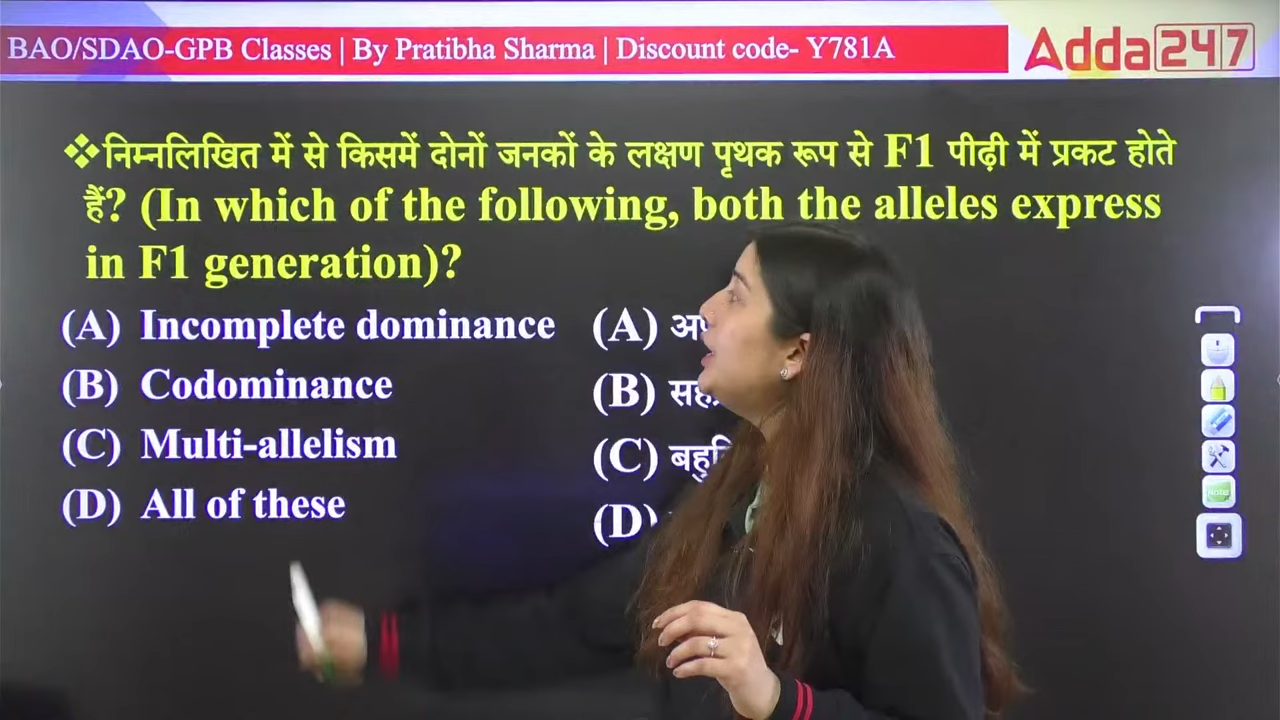 BAO/SDAO-GPB Classes | By Pratibha Sharma | Discount code- Y781A
Adda247
❖निम्नलिखित में से किसमें दोनों जनकों के लक्षण पृथक रूप से F1 पीढ़ी में प्रकट होते
हैं? (In which of the following, both the alleles express
in F1 generation)?
(A) Incomplete dominance
(B) Codominance
(C) Multi-allelism
(D) All of these
(A)
(B)
(C)
(D)
Note